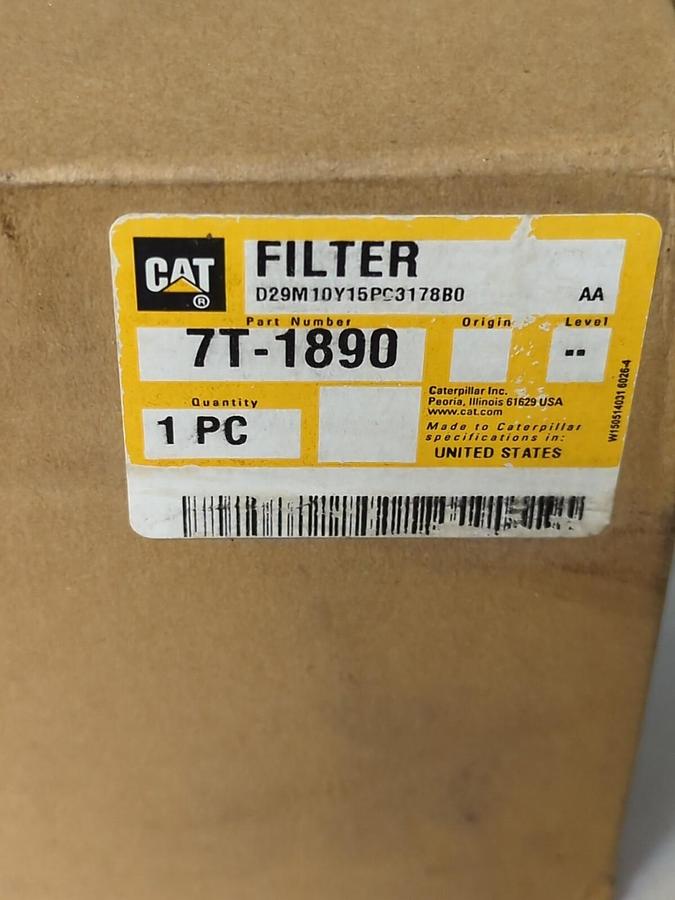 CAT
®
FILTER
D29M10Y15PC3178B0 AA
Part Number Origin Level
7T-1890 --
Quantity
1 PC
Caterpillar Inc.
Peoria, Illinois 61629 USA
www.cat.com
Made to Caterpillar
specifications in:
UNITED STATES
W150514031 6026-4